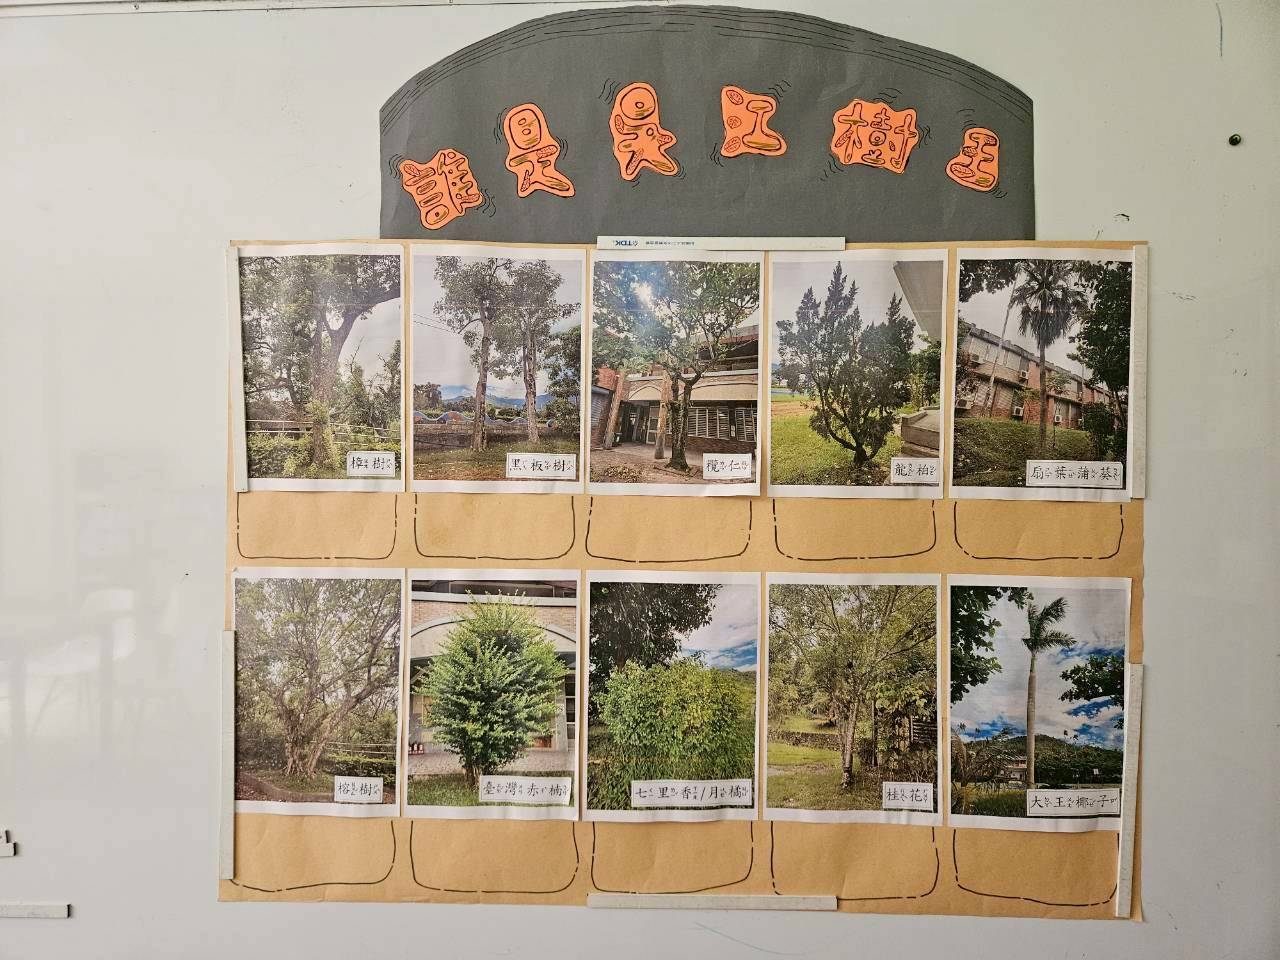 誰是吳江樹王
TDK
樟樹
黑板樹
欖仁
龍柏
扇葉蒲葵
榕樹
臺灣赤楠
七里香/月橘
桂花
大王椰子